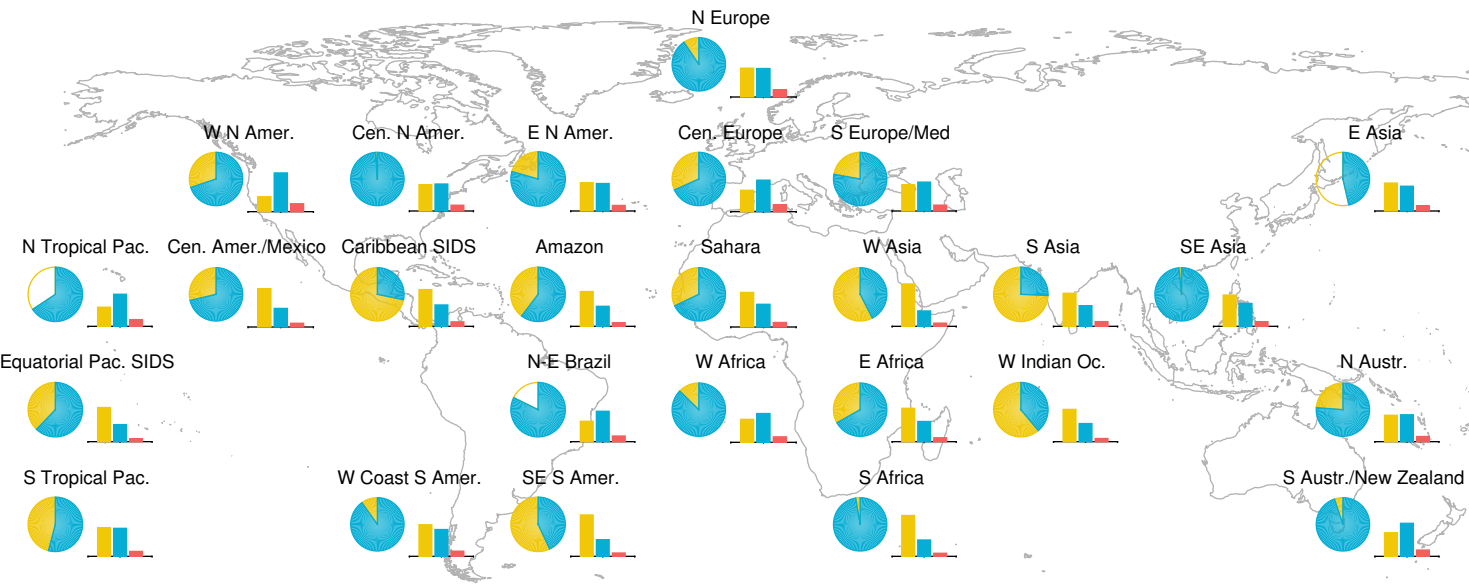 N Europe
W N Amer.
Cen. N Amer.
E N Amer.
Cen. Europe
S Europe/Med
E Asia
N Tropical Pac.
Cen. Amer./Mexico
Caribbean SIDS
Amazon
Sahara
W Asia
S Asia
SE Asia
Equatorial Pac. SIDS
N-E Brazil
W Africa
E Africa
W Indian Oc.
N Austr.
S Tropical Pac.
W Coast S Amer.
SE S Amer.
S Africa
S Austr./New Zealand